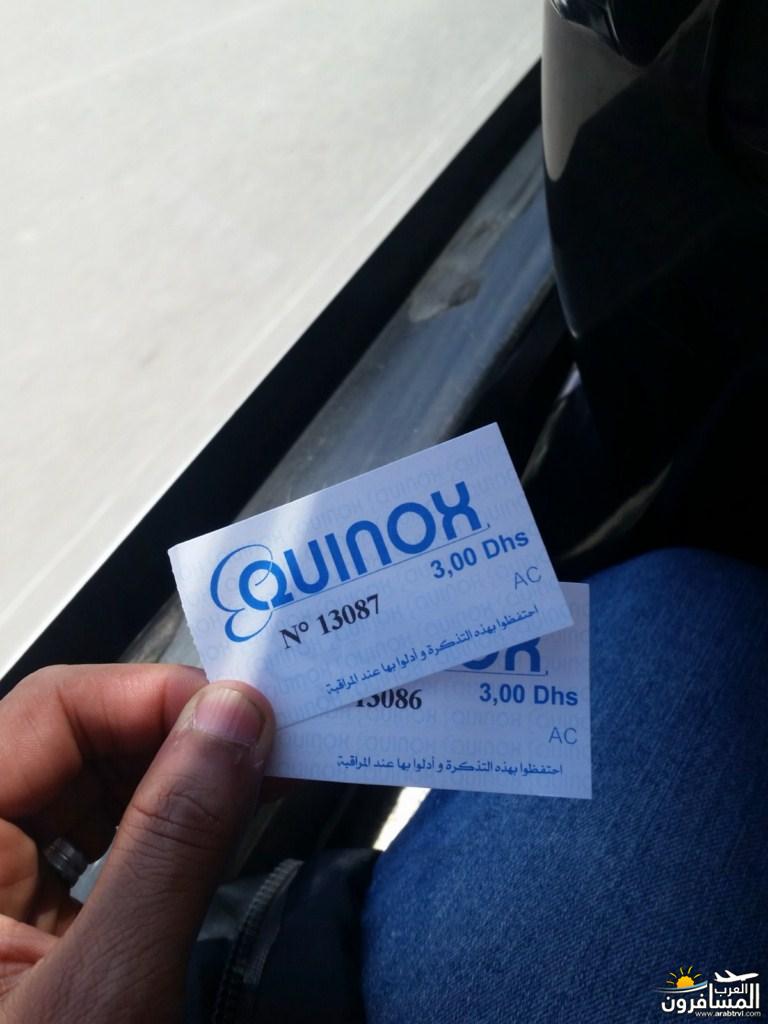 EQUINOX
3,00 Dhs
N° 13087
AC
احتفظوا بهذه التذكرة و أدلوا بها عند المراقبة
3,00 Dhs
13086
AC
احتفظوا بهذه التذكرة و أدلوا بها عند المراقبة
العرب
المسافرون
www.arabtrvl.com